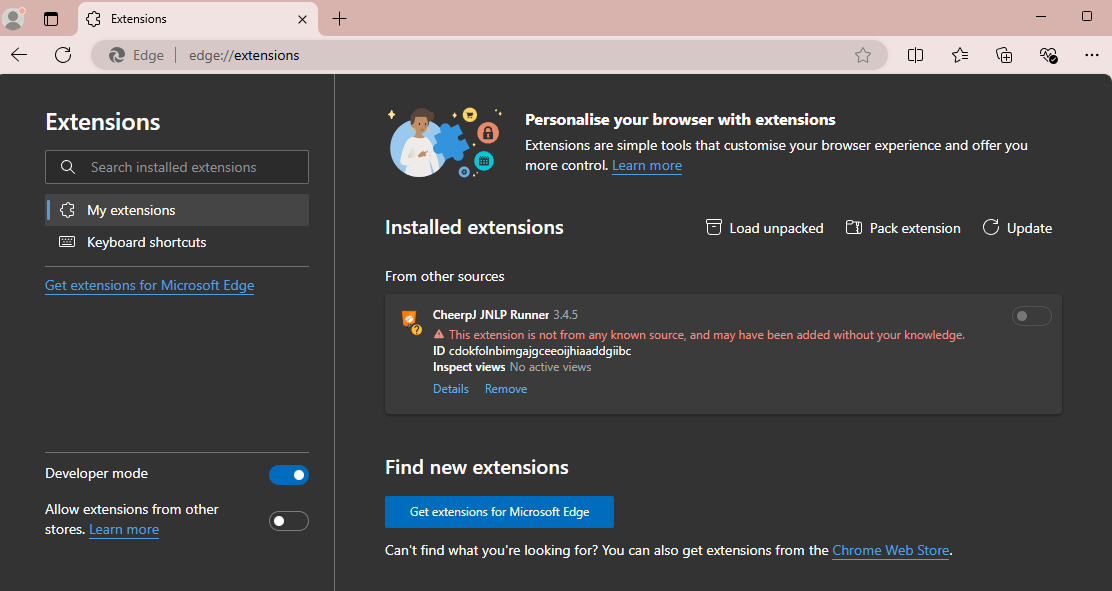 Extensions
Edge
edge://extensions
Extensions
Search installed extensions
My extensions
Keyboard shortcuts
Get extensions for Microsoft Edge
Developer mode
Allow extensions from other
stores. Learn more
Personalise your browser with extensions
Extensions are simple tools that customise your browser experience and offer you
more control. Learn more
Installed extensions
Load unpacked
Pack extension
Update
From other sources
CheerpJ JNLP Runner 3.4.5
This extension is not from any known source, and may have been added without your knowledge.
ID cdokfolnbimgajgceeoijhiaaddgiibc
Inspect views No active views
Details Remove
Find new extensions
Get extensions for Microsoft Edge
Can't find what you're looking for? You can also get extensions from the Chrome Web Store.